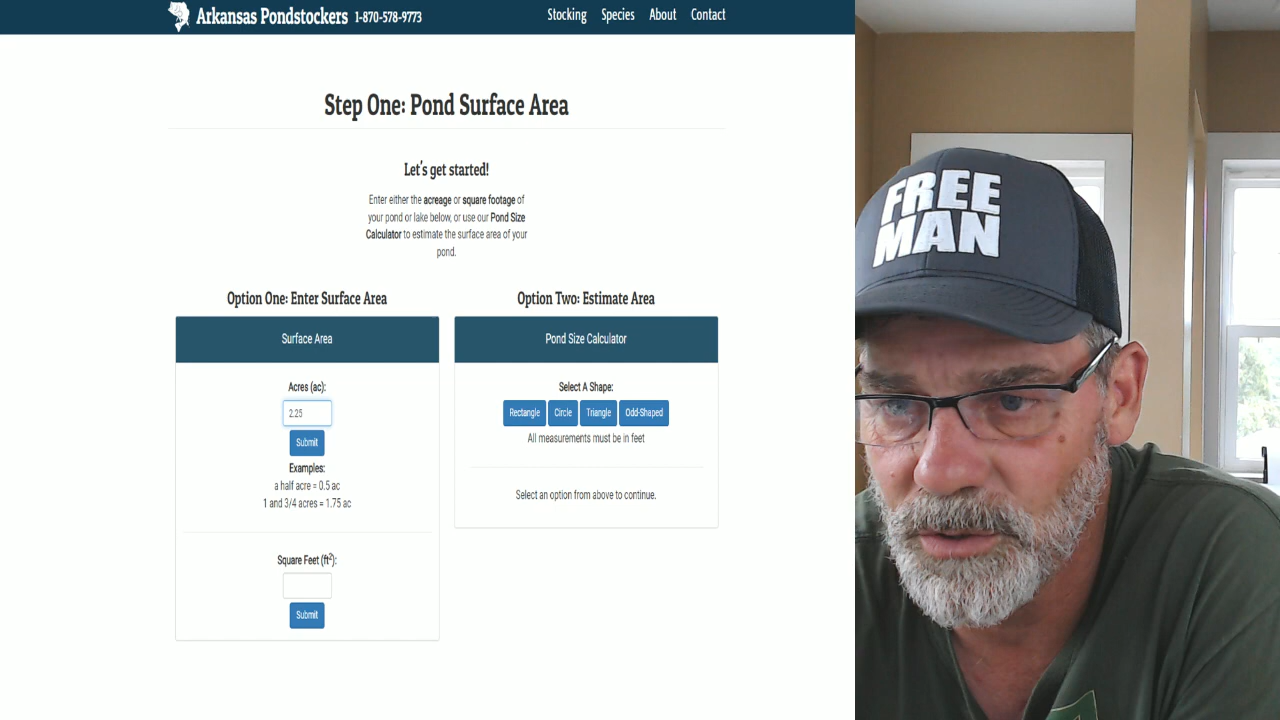 Arkansas Pondstockers 1-870-578-9773
Stocking Species About Contact
Step One: Pond Surface Area
Let's get started!
Enter either the acreage or square footage of
your pond or lake below, or use our Pond Size
Calculator to estimate the surface area of your
pond.
Option One: Enter Surface Area
Surface Area
Acres (ac):
2.25
Submit
Examples:
a half acre = 0.5 ac
1 and 3/4 acres = 1.75 ac
Square Feet (ft²):
Submit
Option Two: Estimate Area
Pond Size Calculator
Select A Shape:
Rectangle Circle Triangle Odd-Shaped
All measurements must be in feet
Select an option from above to continue.
FREE
MAN